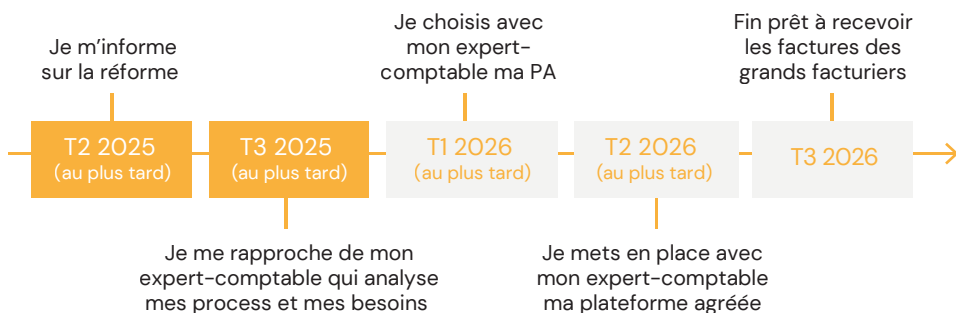 Je m'informe
sur la réforme
Je choisis avec
mon expert-
comptable ma PA
Fin prêt à recevoir
les factures des
grands facturiers
T2 2025
(au plus tard)
T3 2025
(au plus tard)
T1 2026
(au plus tard)
T2 2026
(au plus tard)
T3 2026
Je me rapproche de mon
expert-comptable qui analyse
mes process et mes besoins
Je mets en place avec
mon expert-comptable
ma plateforme agréée